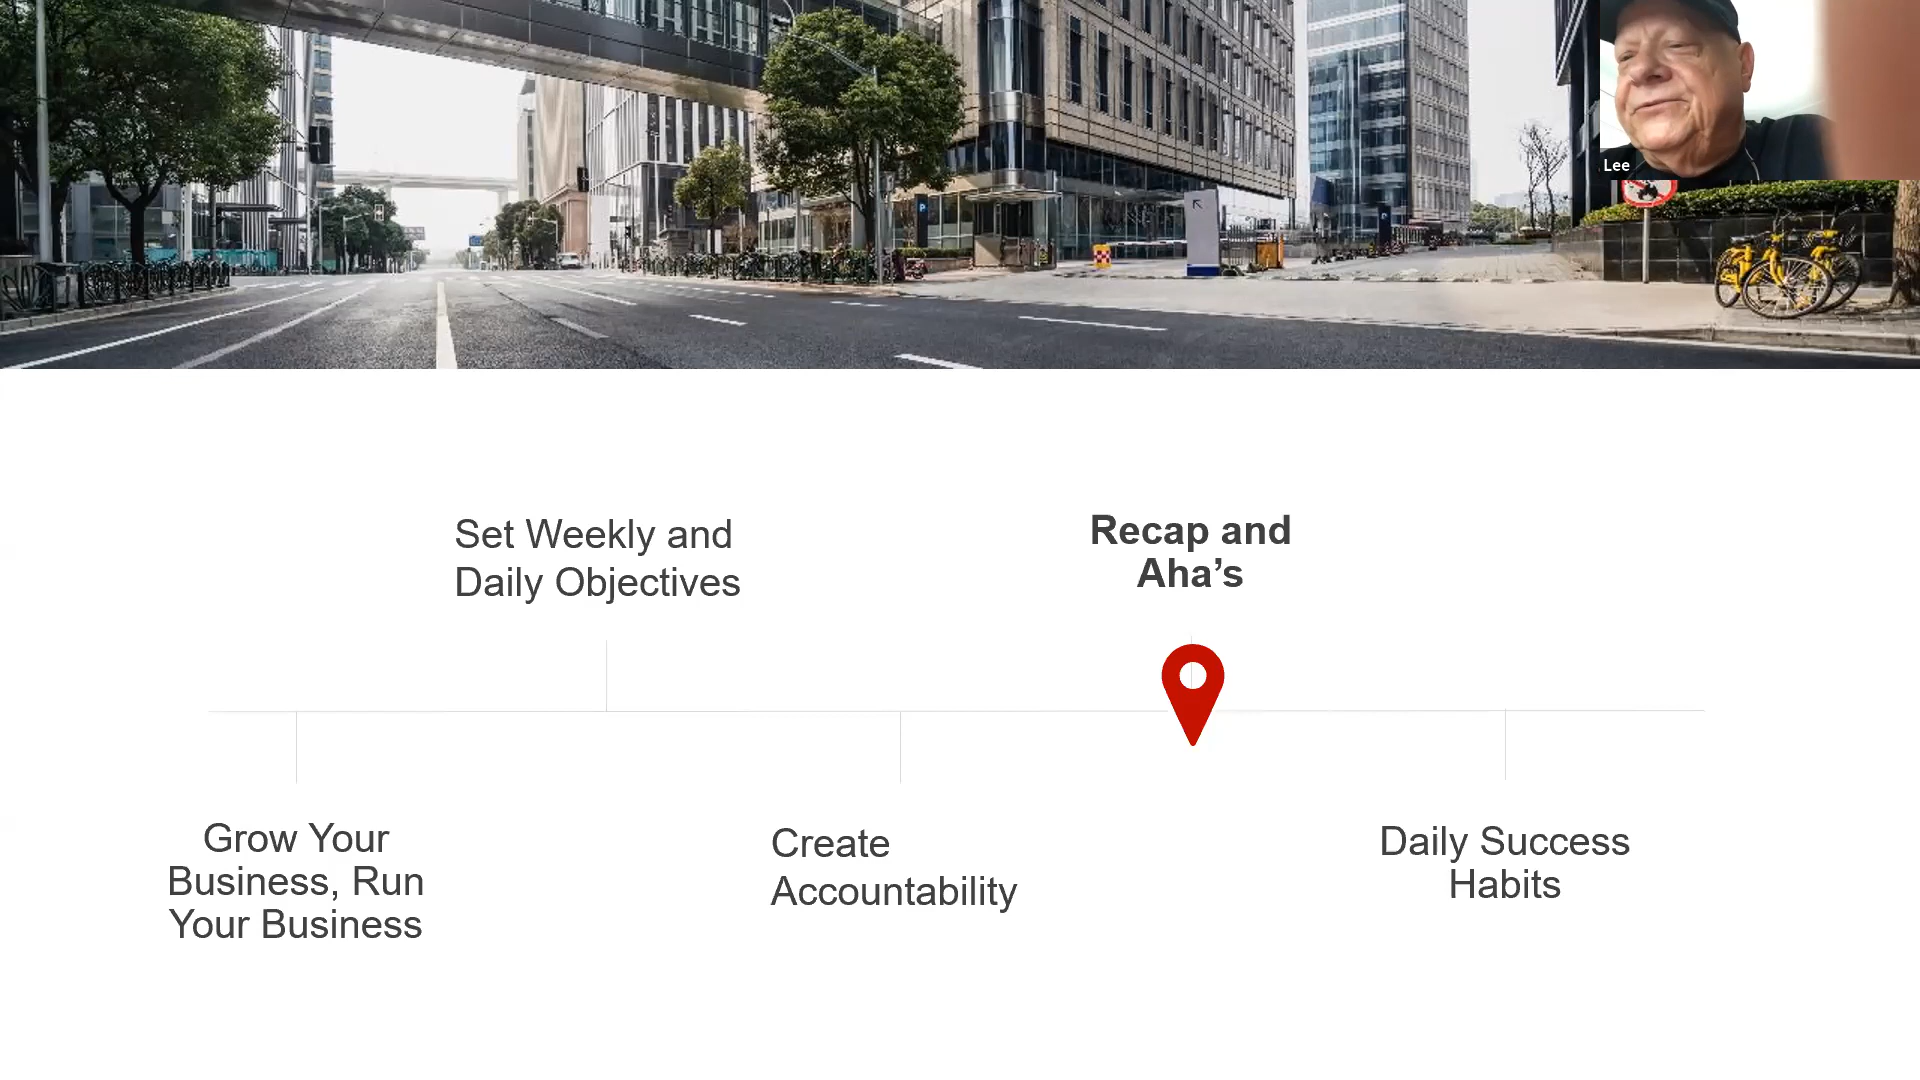 Lee
P
Set Weekly and
Daily Objectives
Recap and
Aha’s
Grow Your
Business, Run
Your Business
Create
Accountability
Daily Success
Habits